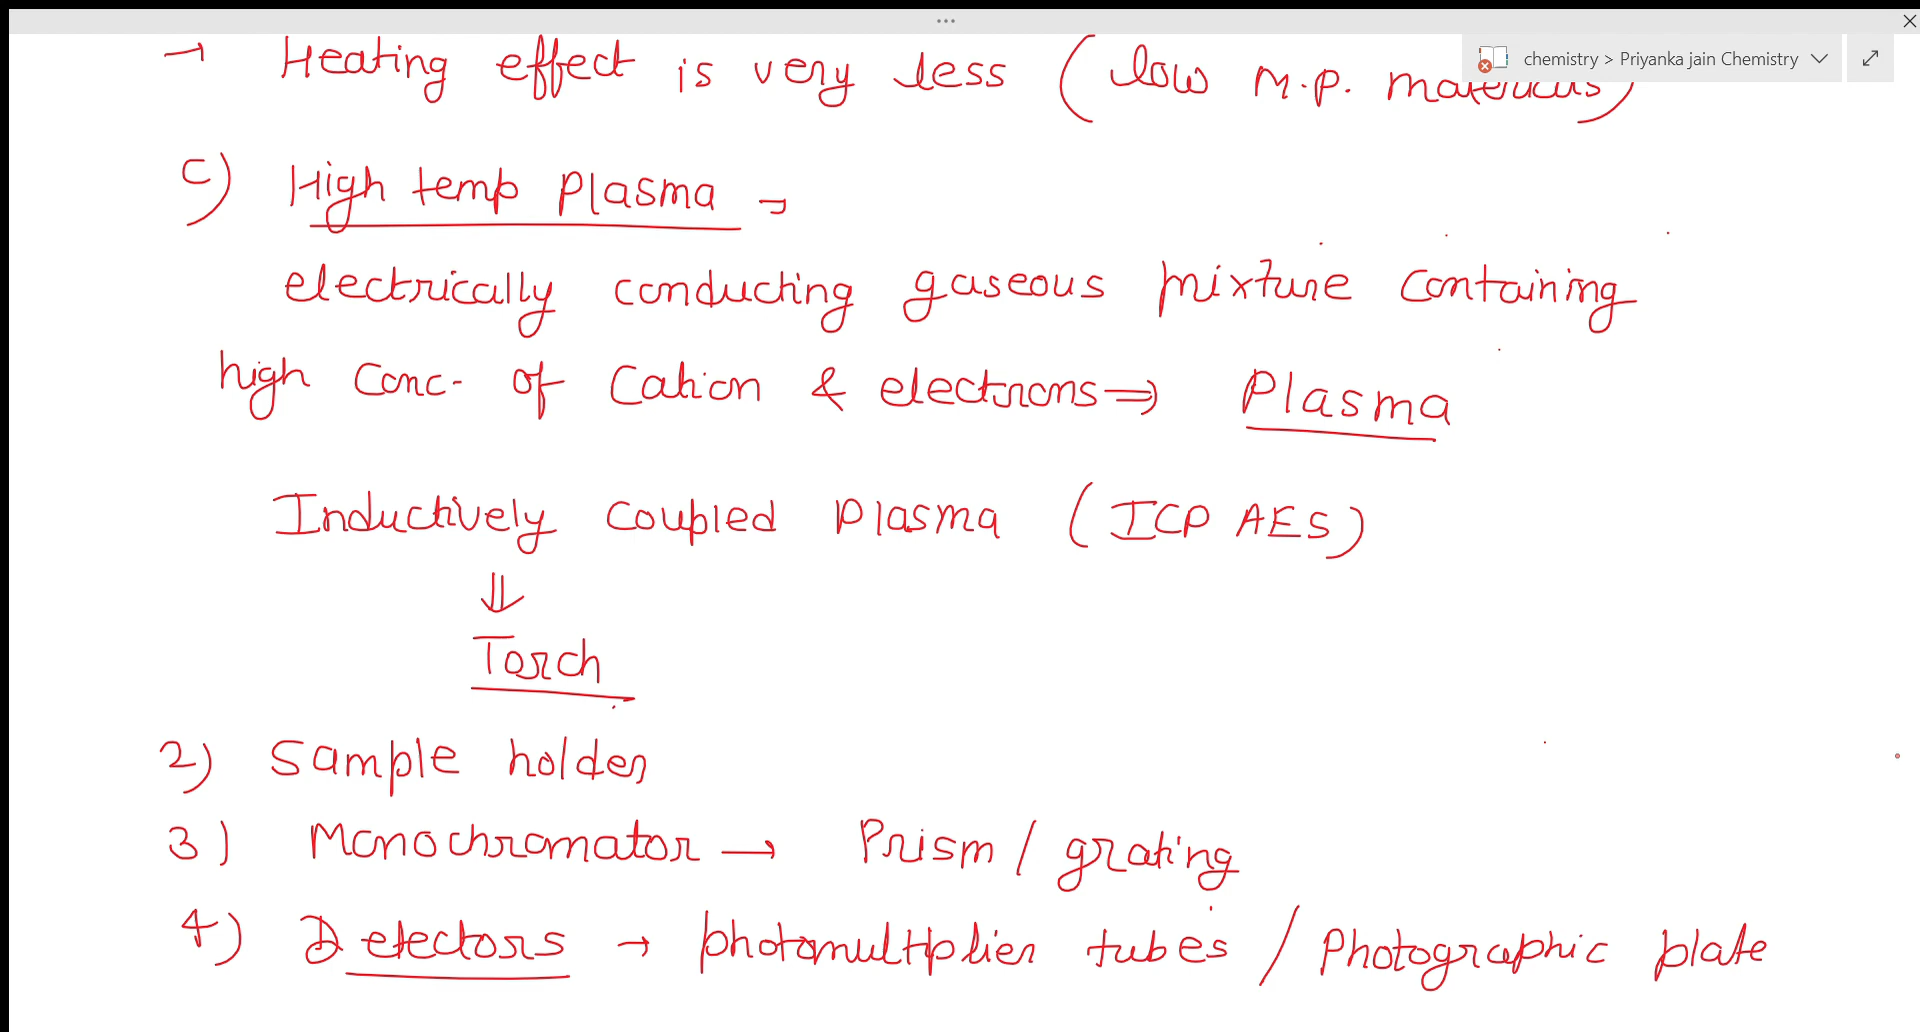 → Heating effect is very less (low M.P. materials)
chemistry > Priyanka jain Chemistry
c) High temp Plasma →
electrically conducting gaseous mixture containing
high conc. of Cation & electrons ⇒ Plasma
Inductively Coupled Plasma (ICP AES)
⇓
Torch
2) Sample holder
3) Monochromator → Prism / grating
4) Detectors → photomultiplier tubes / Photographic plate